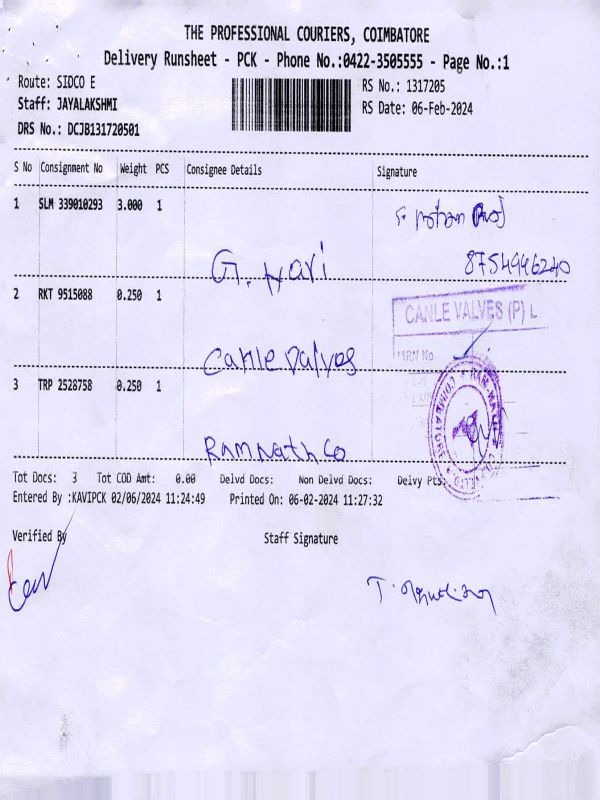 THE PROFESSIONAL COURIERS, COIMBATORE
Delivery Runsheet - PCK - Phone No.:0422-3505555 - Page No.:1
Route: SIDCO E
Staff: JAYALAKSHMI
DRS No.: DCJB131720501
RS No.: 1317205
RS Date: 06-Feb-2024
S No Consignment No Weight PCS Consignee Details Signature
1 SLM 339010293 3.000 1
G. Hari
8754996240
2 RKT 9515088 0.250 1
CANLE VALVES (P) L
Canle Valves
3 TRP 2528758 0.250 1
Ramnath Co
Tot Docs: 3 Tot COD Amt: 0.00 Delvd Docs: Non Delvd Docs: Delvy Pts:
Entered By :KAVIPCK 02/06/2024 11:24:49 Printed On: 06-02-2024 11:27:32
Verified By Staff Signature